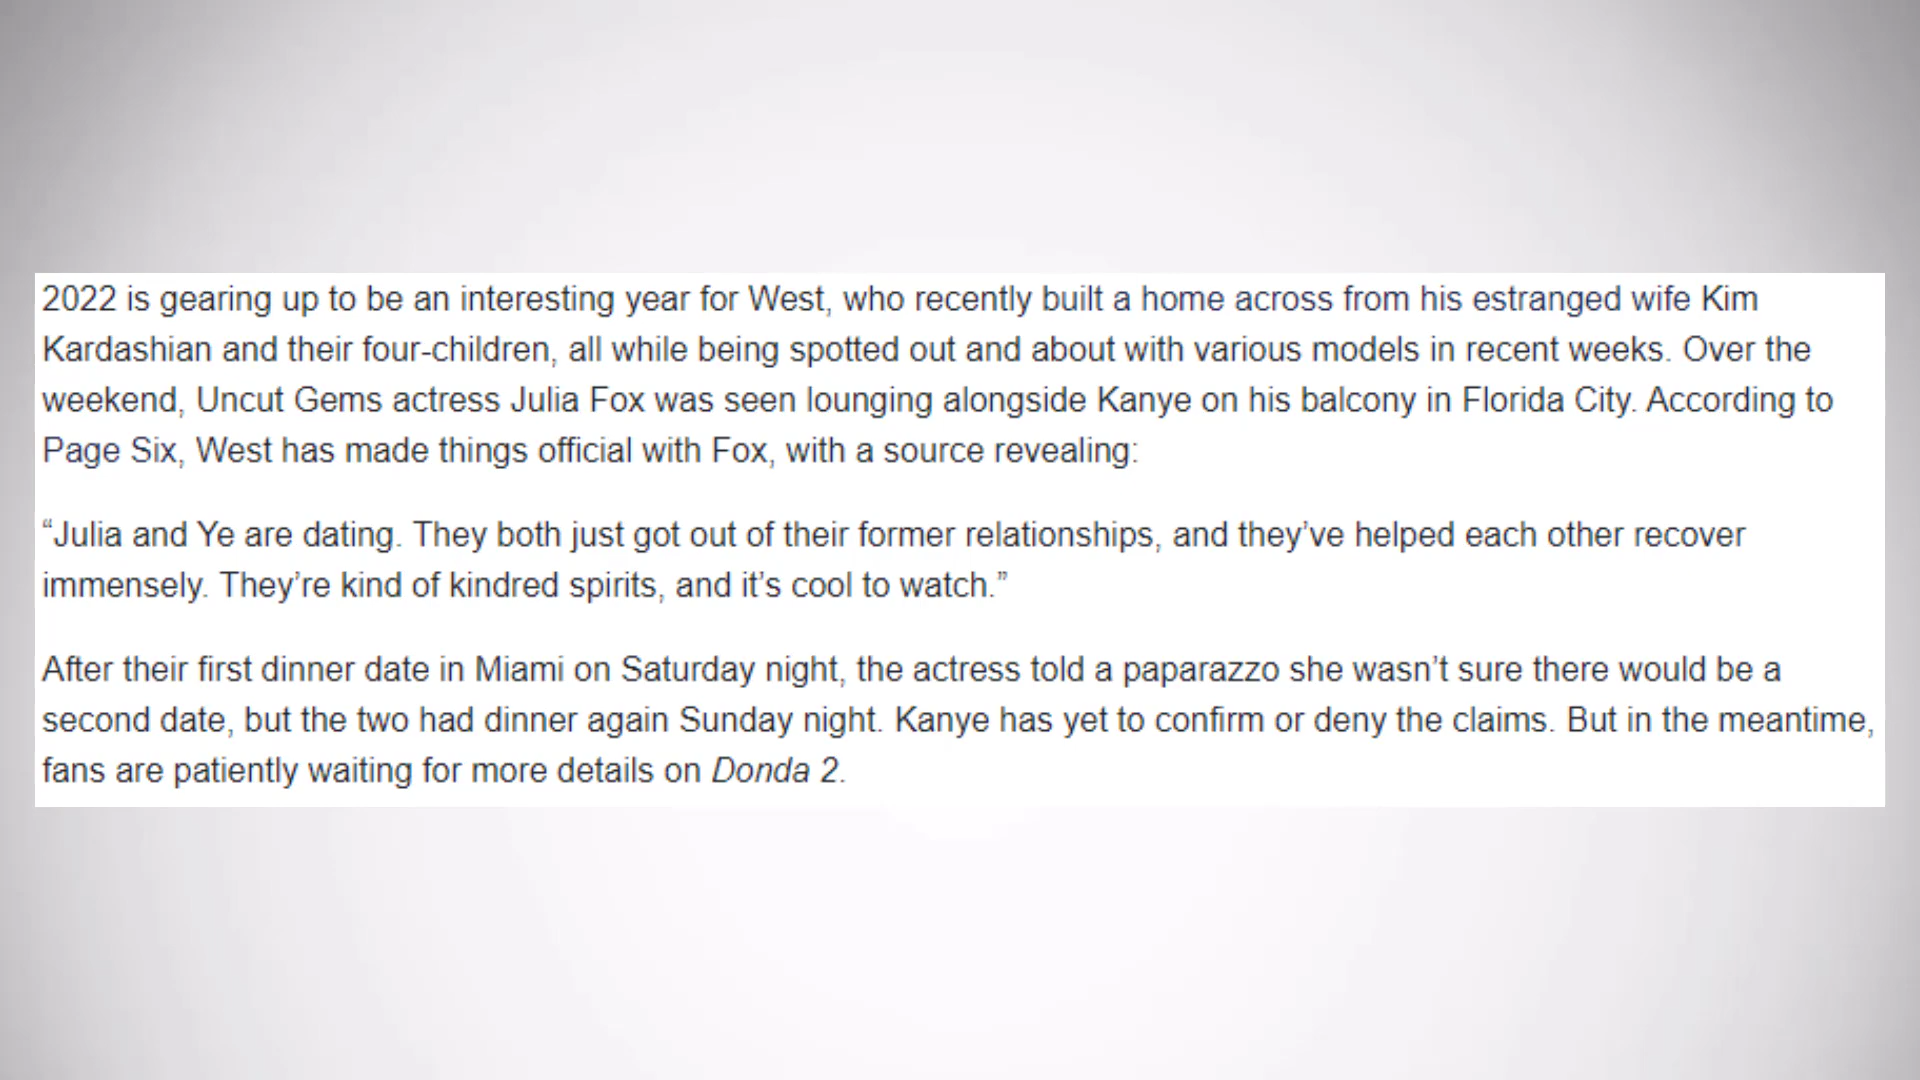 2022 is gearing up to be an interesting year for West, who recently built a home across from his estranged wife Kim
Kardashian and their four-children, all while being spotted out and about with various models in recent weeks. Over the
weekend, Uncut Gems actress Julia Fox was seen lounging alongside Kanye on his balcony in Florida City. According to
Page Six, West has made things official with Fox, with a source revealing:
“Julia and Ye are dating. They both just got out of their former relationships, and they’ve helped each other recover
immensely. They’re kind of kindred spirits, and it’s cool to watch.”
After their first dinner date in Miami on Saturday night, the actress told a paparazzo she wasn’t sure there would be a
second date, but the two had dinner again Sunday night. Kanye has yet to confirm or deny the claims. But in the meantime,
fans are patiently waiting for more details on Donda 2.